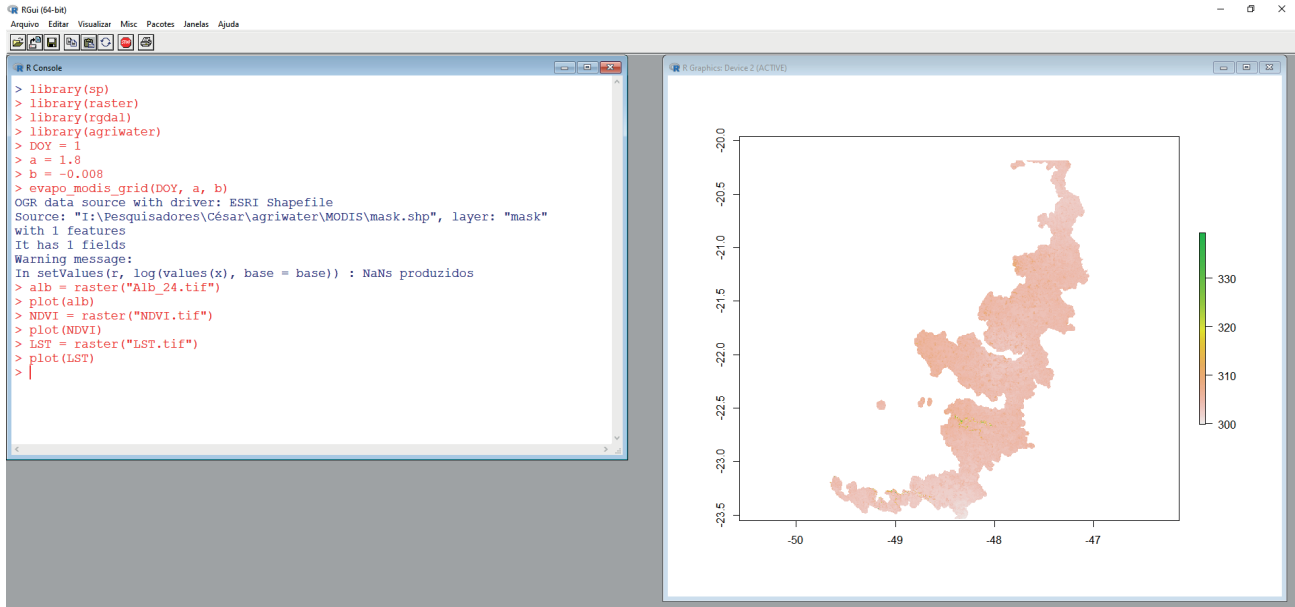 RGui (64-bit)
Arquivo Editar Visualizar Misc Pacotes Janelas Ajuda
STOP
R Console
> library(sp)
> library(raster)
> library(rgdal)
> library(agriwater)
> DOY = 1
> a = 1.8
> b = -0.008
> evapo_modis_grid(DOY, a, b)
OGR data source with driver: ESRI Shapefile
Source: "I:\Pesquisadores\César\agriwater\MODIS\mask.shp", layer: "mask"
with 1 features
It has 1 fields
Warning message:
In setValues(r, log(values(x), base = base)) : NaNs produzidos
> alb = raster("Alb_24.tif")
> plot(alb)
> NDVI = raster("NDVI.tif")
> plot(NDVI)
> LST = raster("LST.tif")
> plot(LST)
>
R Graphics: Device 2 (ACTIVE)
-20.0
-20.5
-21.0
-21.5
-22.0
-22.5
-23.0
-23.5
-50 -49 -48 -47
330
320
310
300